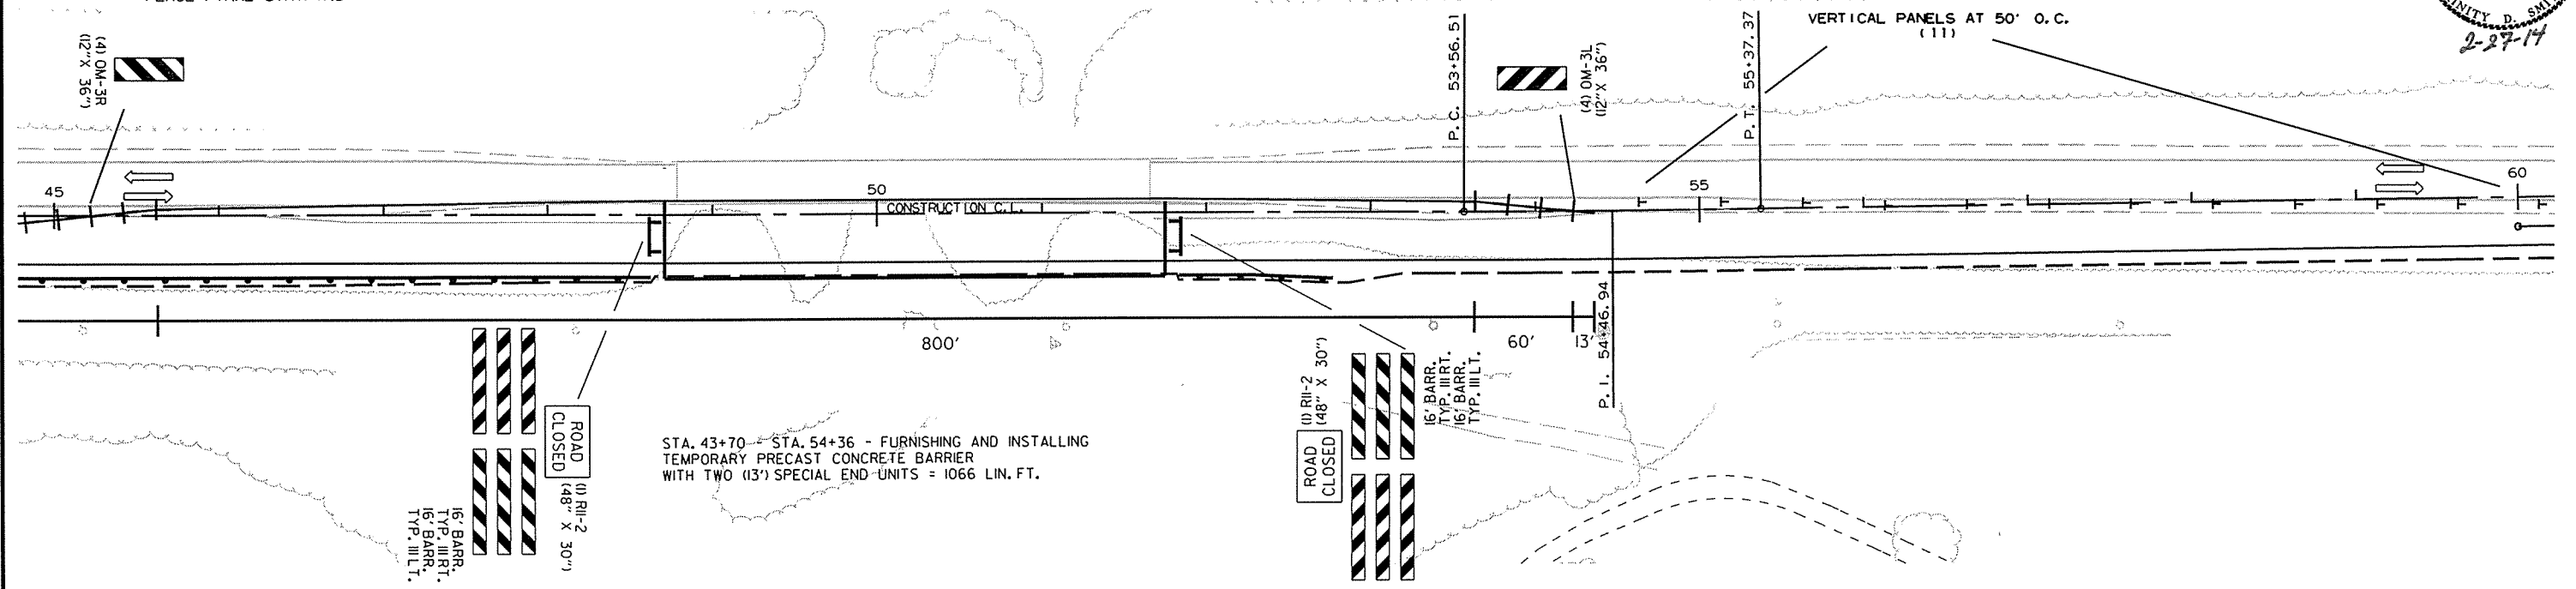 VERTICAL PANELS AT 50' O.C.
(11)
2-27-14
(4) OM-3R
(12"X 36")
P.C. 53+56.51
(4) OM-3L
(12"X 36")
P.T. 55+37.37
45
50
55
60
CONSTRUCTION C.L.
800'
60'
13'
P.I. 54+46.94
16' BARR.
TYP. III RT.
16' BARR.
TYP. III LT.
ROAD
CLOSED
(1) R11-2
(48" X 30")
STA. 43+70 - STA. 54+36 - FURNISHING AND INSTALLING
TEMPORARY PRECAST CONCRETE BARRIER
WITH TWO (13') SPECIAL END UNITS = 1066 LIN. FT.
(1) R11-2
(48" X 30")
ROAD
CLOSED
16' BARR.
TYP. III RT.
16' BARR.
TYP. III LT.